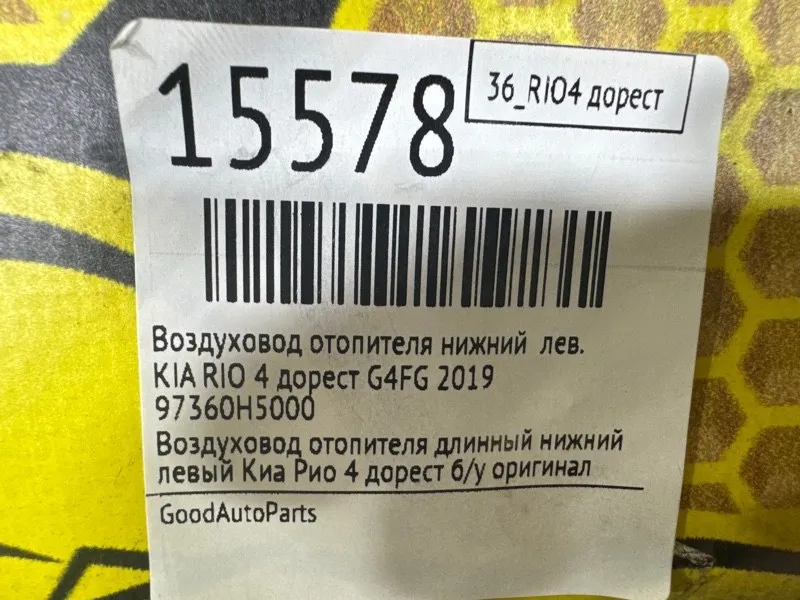 15578
36_RIO4 дорест
Воздуховод отопителя нижний лев.
KIA RIO 4 дорест G4FG 2019
97360H5000
Воздуховод отопителя длинный нижний
левый Киа Рио 4 дорест б/у оригинал
GoodAutoParts